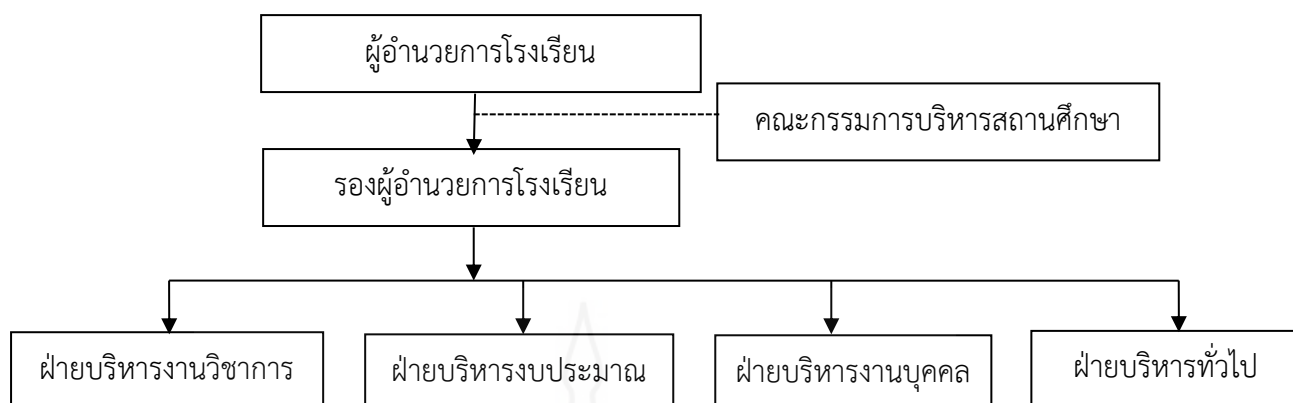 ผู้อำนวยการโรงเรียน
คณะกรรมการบริหารสถานศึกษา
รองผู้อำนวยการโรงเรียน
ฝ่ายบริหารงานวิชาการ
ฝ่ายบริหารงบประมาณ
ฝ่ายบริหารงานบุคคล
ฝ่ายบริหารทั่วไป